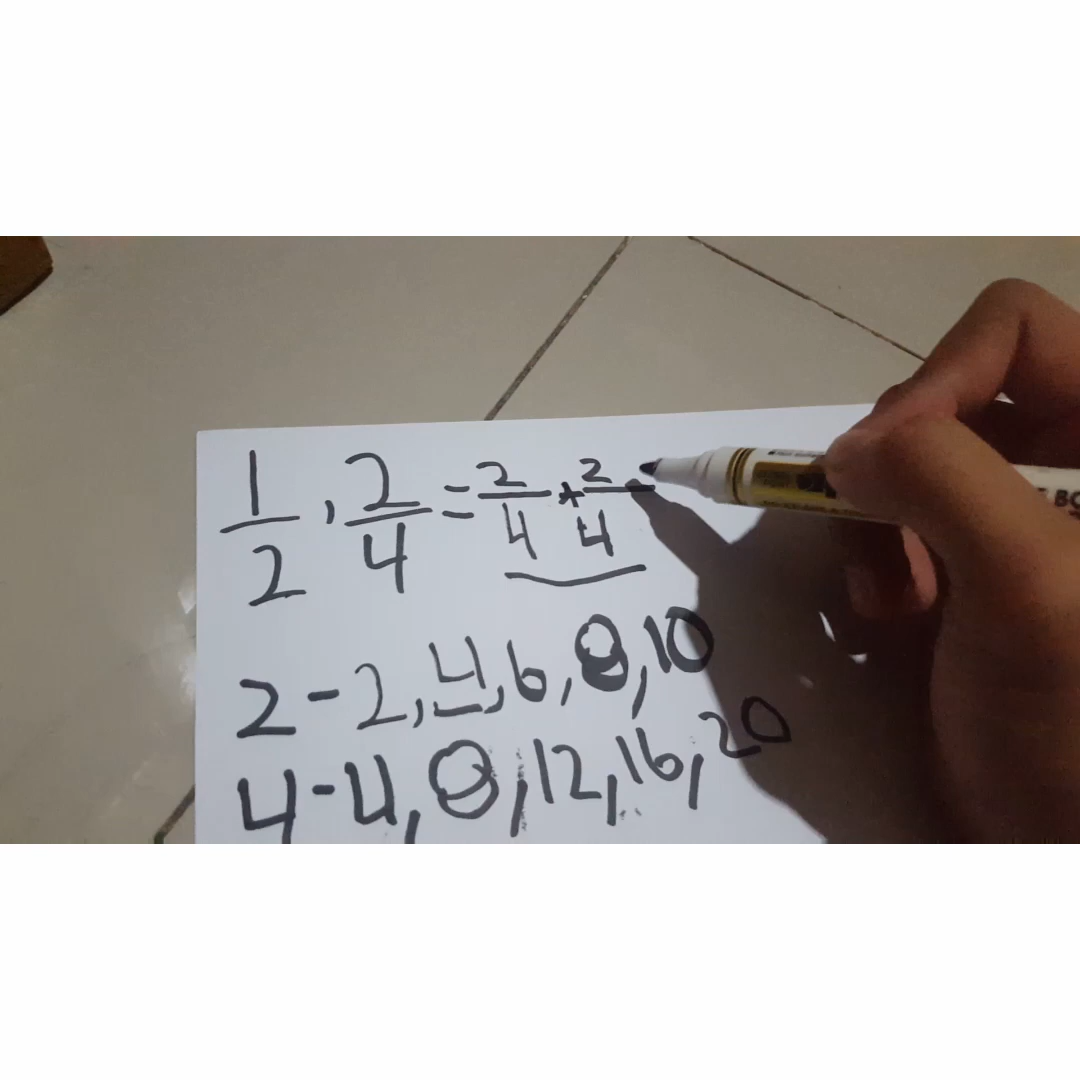 1/2 , 2/4 = 2/4 + 2/4
2 - 2, 4, 6, 8, 10
4 - 4, 8, 12, 16, 20